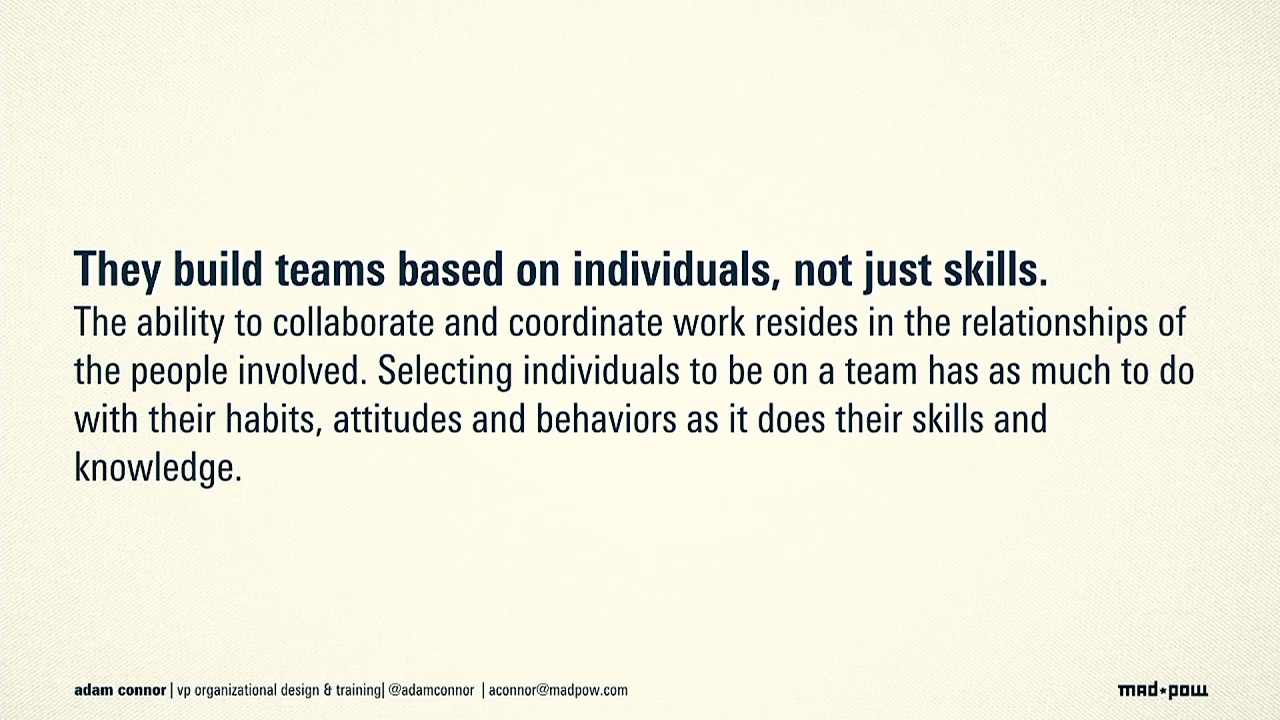 They build teams based on individuals, not just skills.
The ability to collaborate and coordinate work resides in the relationships of
the people involved. Selecting individuals to be on a team has as much to do
with their habits, attitudes and behaviors as it does their skills and
knowledge.
adam connor | vp organizational design & training| @adamconnor | aconnor@madpow.com
mad*pow